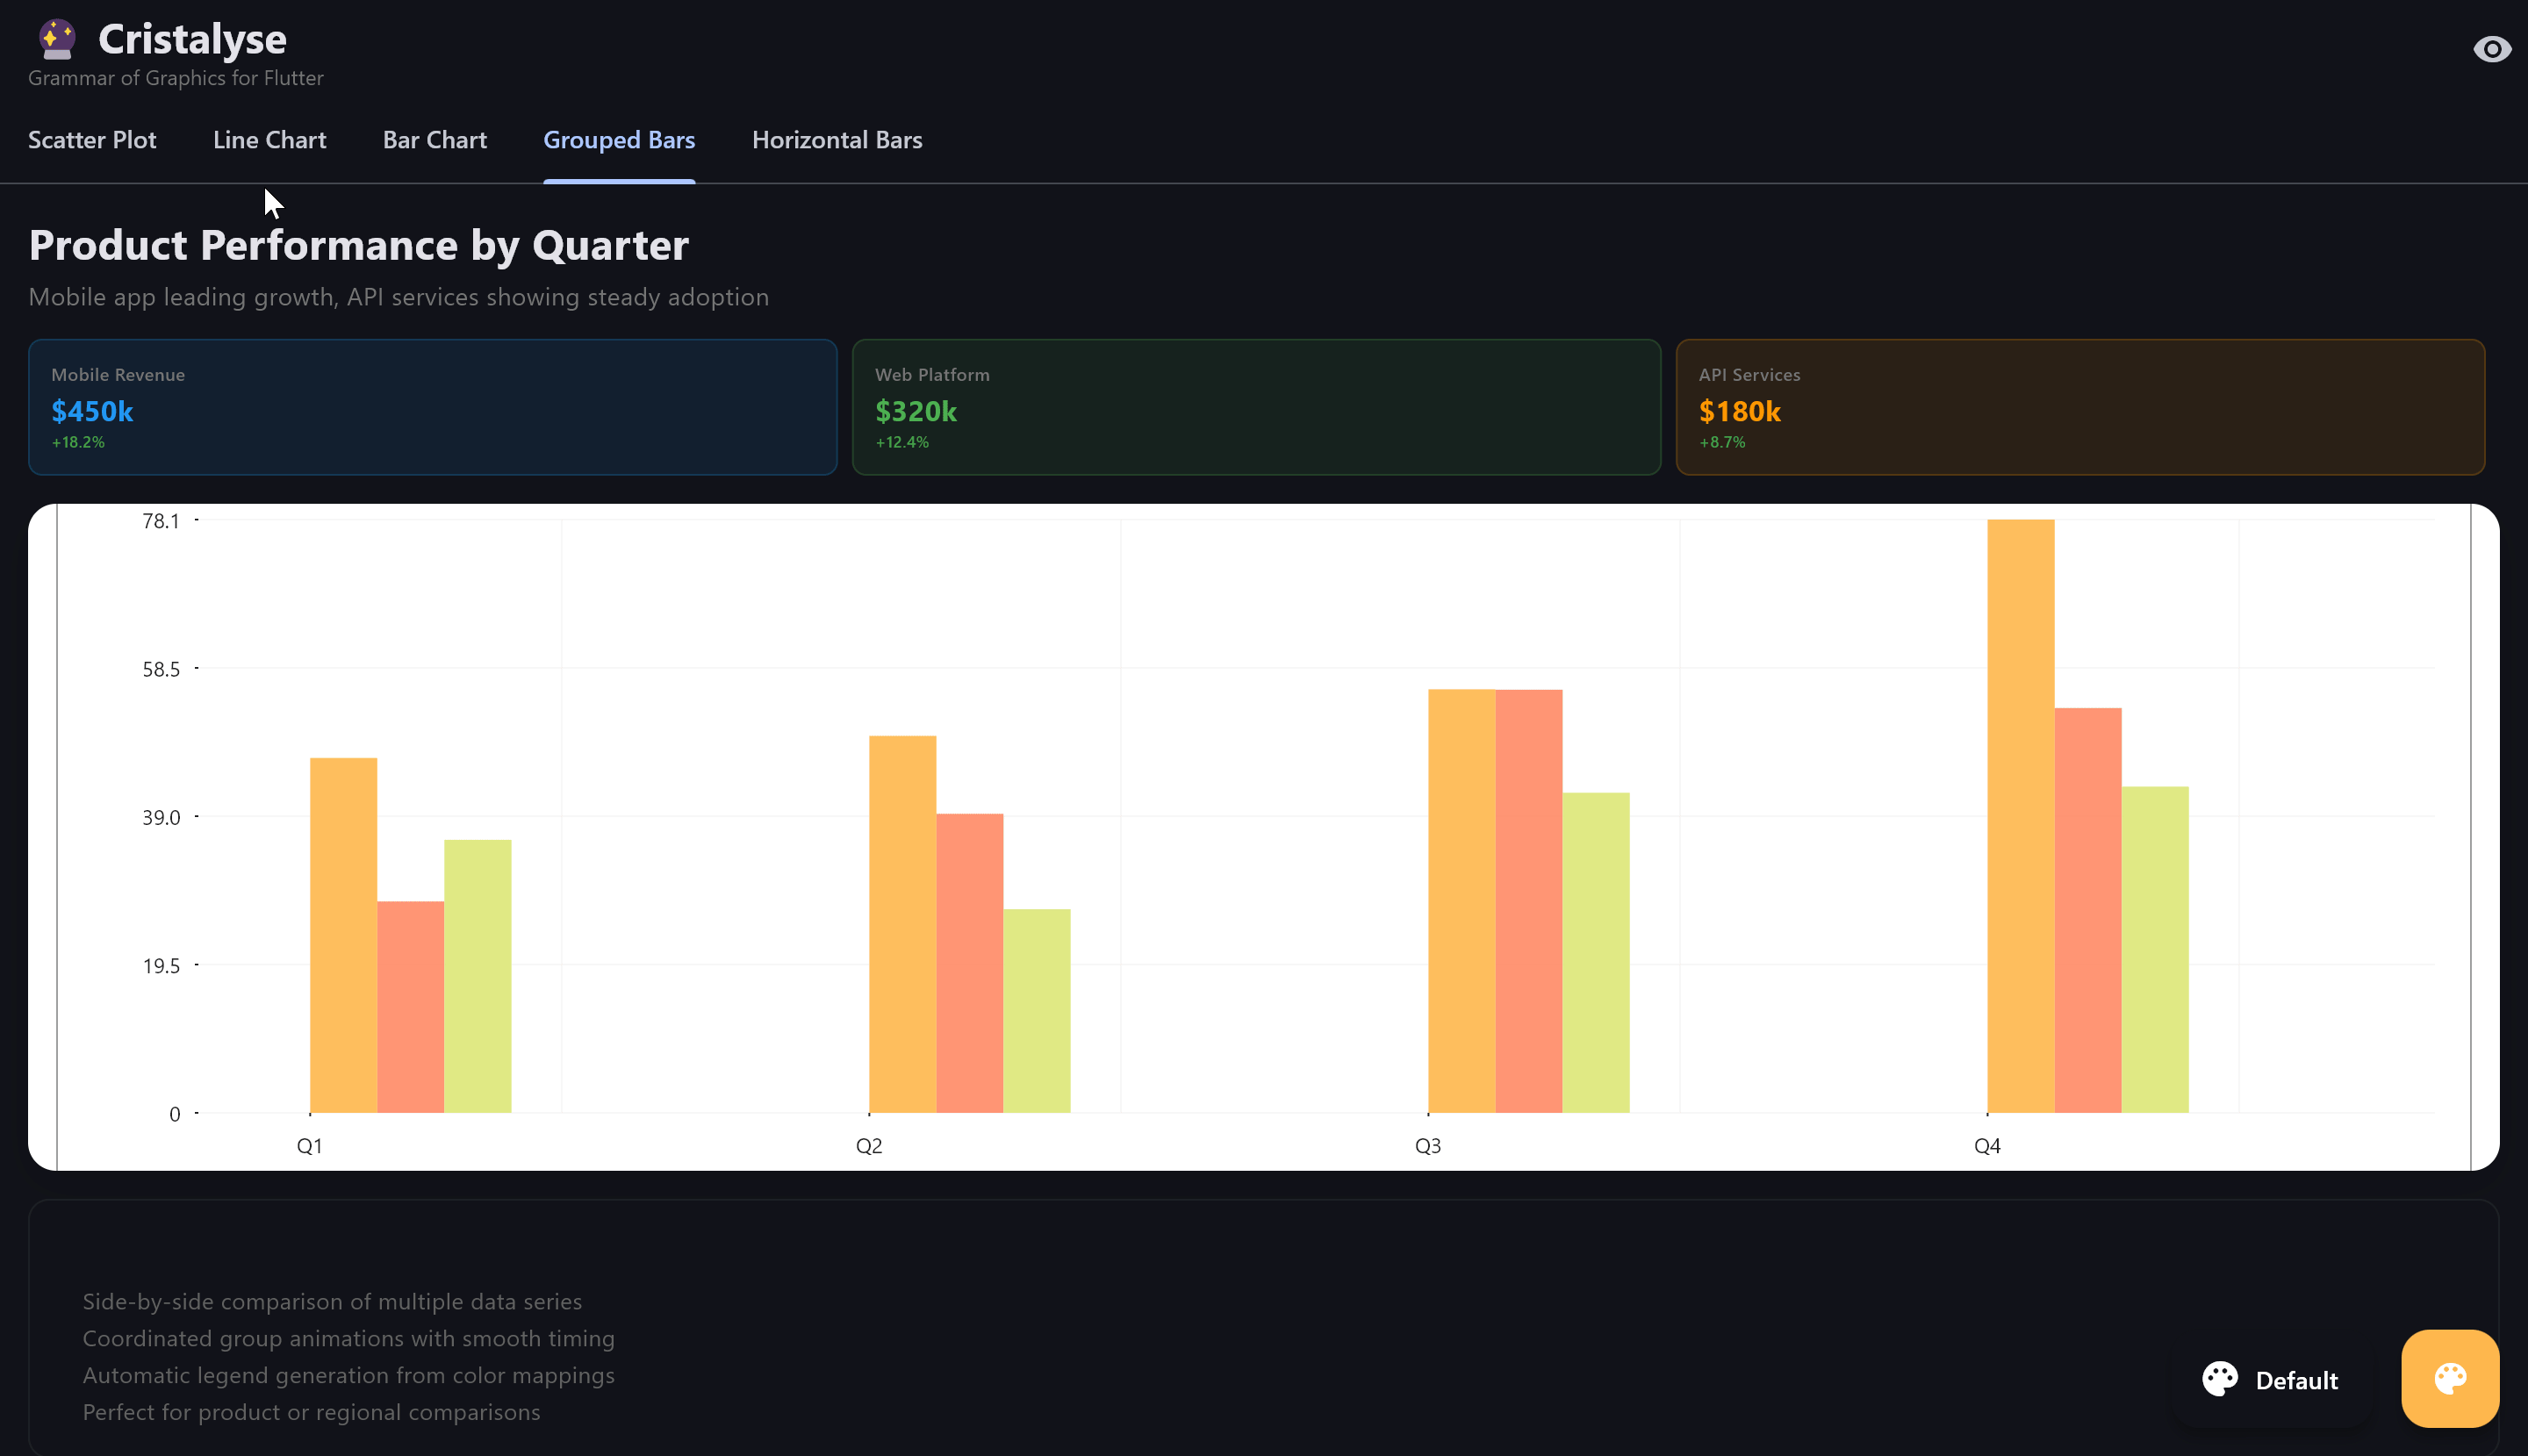 Cristalyse
Grammar of Graphics for Flutter
Scatter Plot Line Chart Bar Chart Grouped Bars Horizontal Bars
Product Performance by Quarter
Mobile app leading growth, API services showing steady adoption
Mobile Revenue
$450k
+18.2%
Web Platform
$320k
+12.4%
API Services
$180k
+8.7%
78.1
58.5
39.0
19.5
0
Q1 Q2 Q3 Q4
Side-by-side comparison of multiple data series
Coordinated group animations with smooth timing
Automatic legend generation from color mappings
Perfect for product or regional comparisons
Default